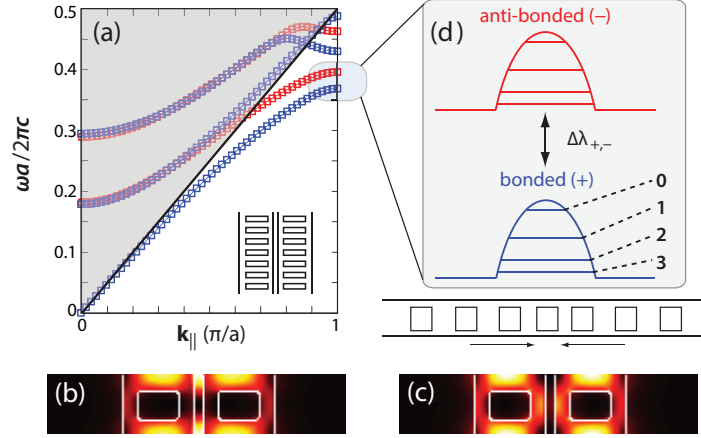 (a)
ωa/2πc
0.5
0.4
0.3
0.2
0.1
0
0
1
k|| (π/a)
(d)
anti-bonded (−)
Δλ+,−
bonded (+)
0
1
2
3
(b)
(c)